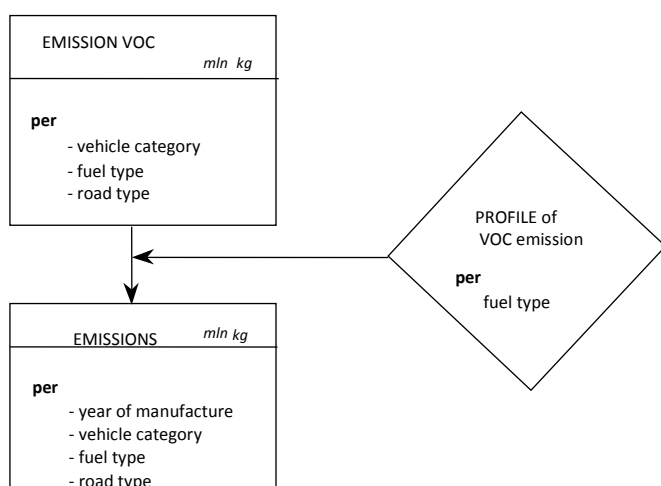 EMISSION VOC
mln kg
per
- vehicle category
- fuel type
- road type
PROFILE of
VOC emission
per
fuel type
EMISSIONS mln kg
per
- year of manufacture
- vehicle category
- fuel type
- road type